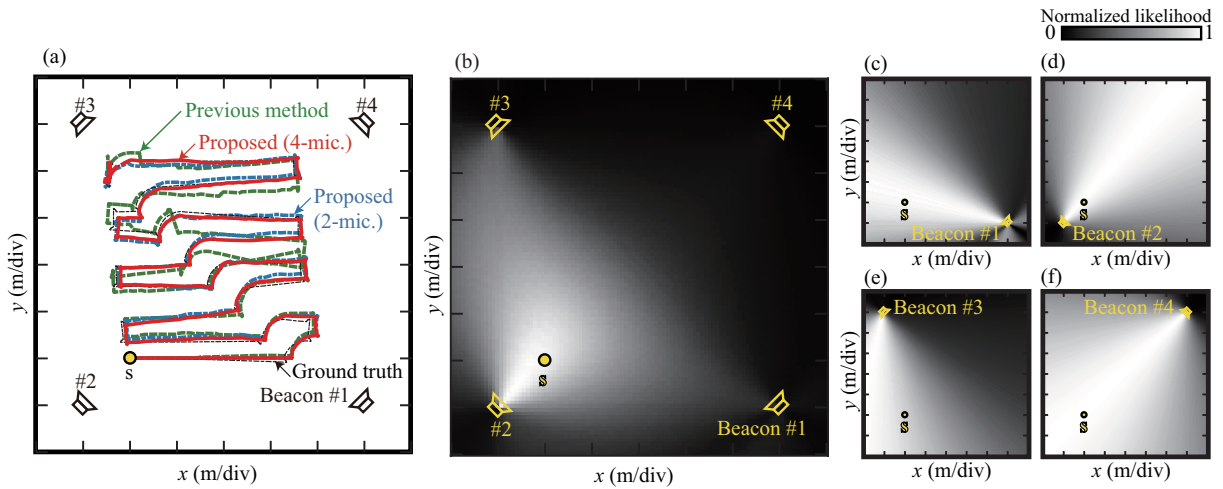 Normalized likelihood
0
1
(a)
#3
#4
Previous method
Proposed (4-mic.)
Proposed
(2-mic.)
y (m/div)
s
Ground truth
#2
Beacon #1
x (m/div)
(b)
#3
#4
s
#2
Beacon #1
x (m/div)
(c)
y (m/div)
s
Beacon #1
x (m/div)
(d)
s
Beacon #2
x (m/div)
(e)
Beacon #3
y (m/div)
s
x (m/div)
(f)
Beacon #4
s
x (m/div)